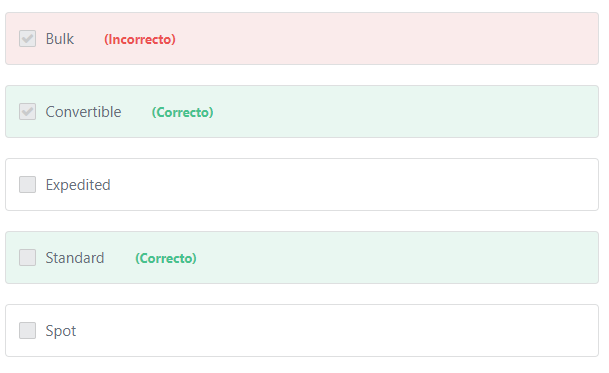 Bulk (Incorrecto)
Convertible (Correcto)
Expedited
Standard (Correcto)
Spot